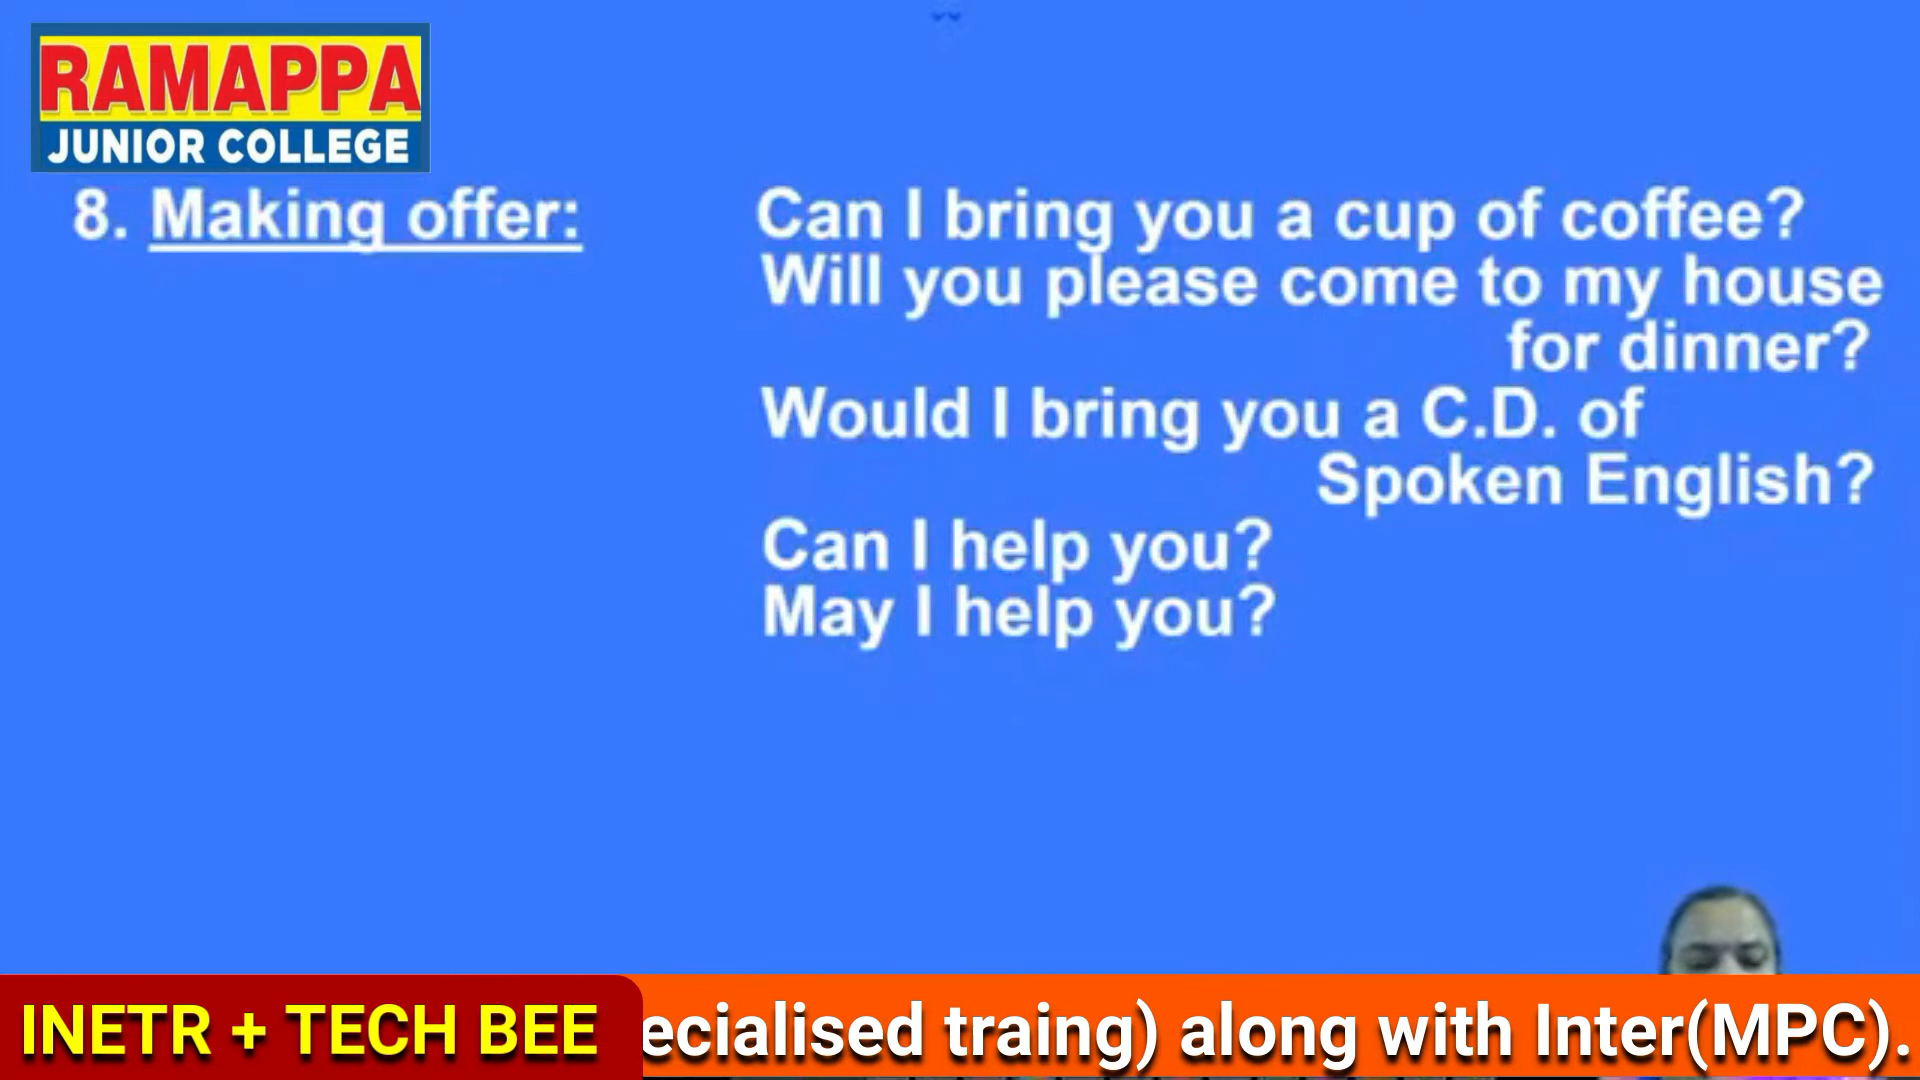 RAMAPPA
JUNIOR COLLEGE
8. Making offer:
Can I bring you a cup of coffee?
Will you please come to my house
for dinner?
Would I bring you a C.D. of
Spoken English?
Can I help you?
May I help you?
INETR + TECH BEE
ecialised traing) along with Inter(MPC).